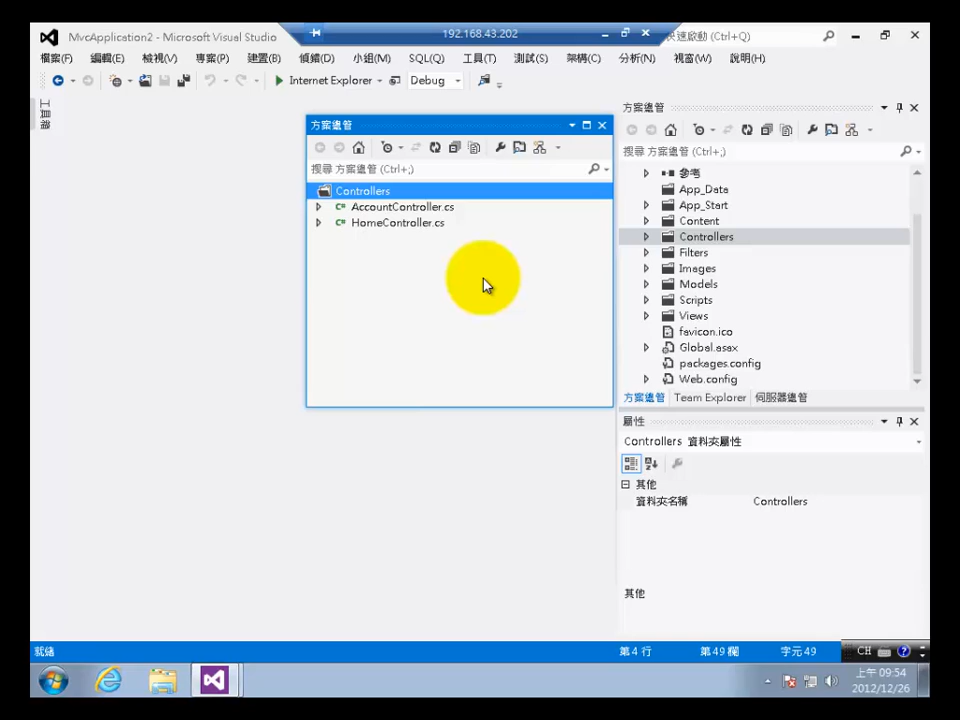 192.168.43.202
MvcApplication2 - Microsoft Visual Studio
快速啟動 (Ctrl+Q)
檔案(F) 編輯(E) 檢視(V) 專案(P) 建置(B) 偵錯(D) 小組(M) SQL(Q) 工具(T) 測試(S) 架構(C) 分析(N) 視窗(W) 說明(H)
Internet Explorer Debug
工具箱
方案總管
搜尋 方案總管 (Ctrl+;)
Controllers
AccountController.cs
HomeController.cs
方案總管
搜尋 方案總管 (Ctrl+;)
參考
App_Data
App_Start
Content
Controllers
Filters
Images
Models
Scripts
Views
favicon.ico
Global.asax
packages.config
Web.config
方案總管 Team Explorer 伺服器總管
屬性
Controllers 資料夾屬性
其他
資料夾名稱 Controllers
其他
就緒 第 4 行 第 49 欄 字元 49 CH
上午 09:54
2012/12/26